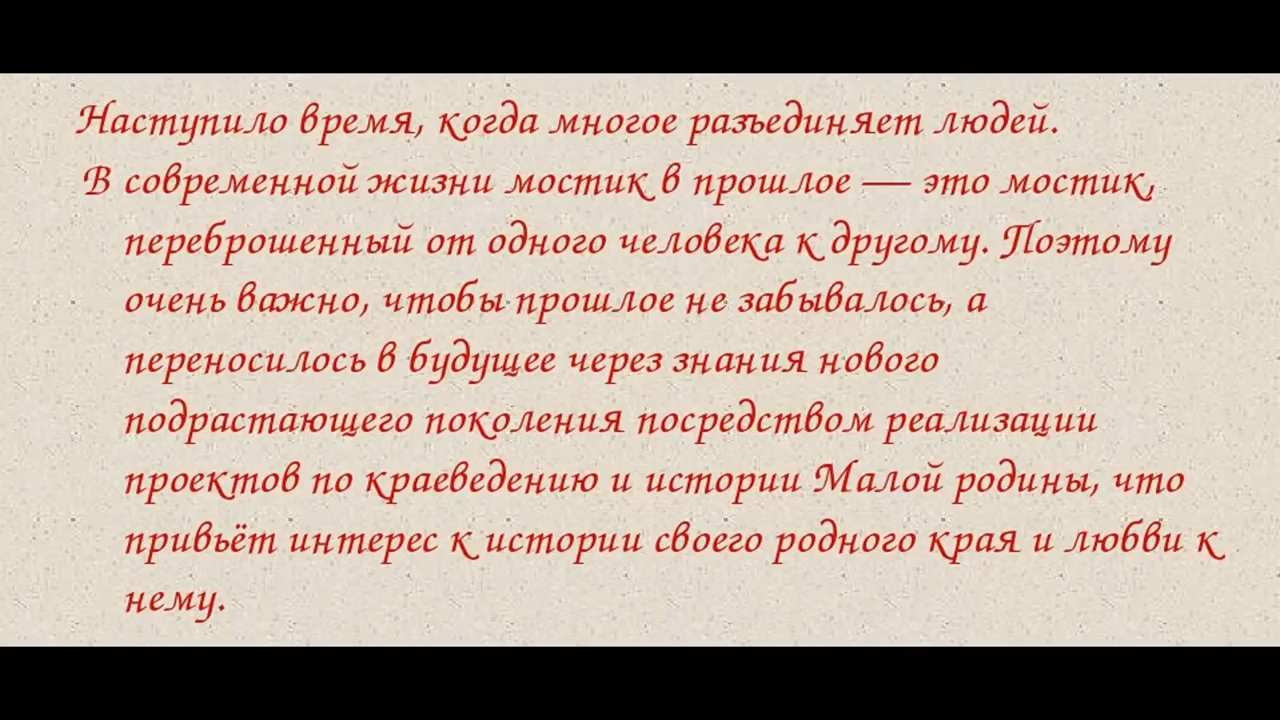 Наступило время, когда многое разъединяет людей.
В современной жизни мостик в прошлое — это мостик,
переброшенный от одного человека к другому. Поэтому
очень важно, чтобы прошлое не забывалось, а
переносилось в будущее через знания нового
подрастающего поколения посредством реализации
проектов по краеведению и истории Малой родины, что
привьёт интерес к истории своего родного края и любви к
нему.